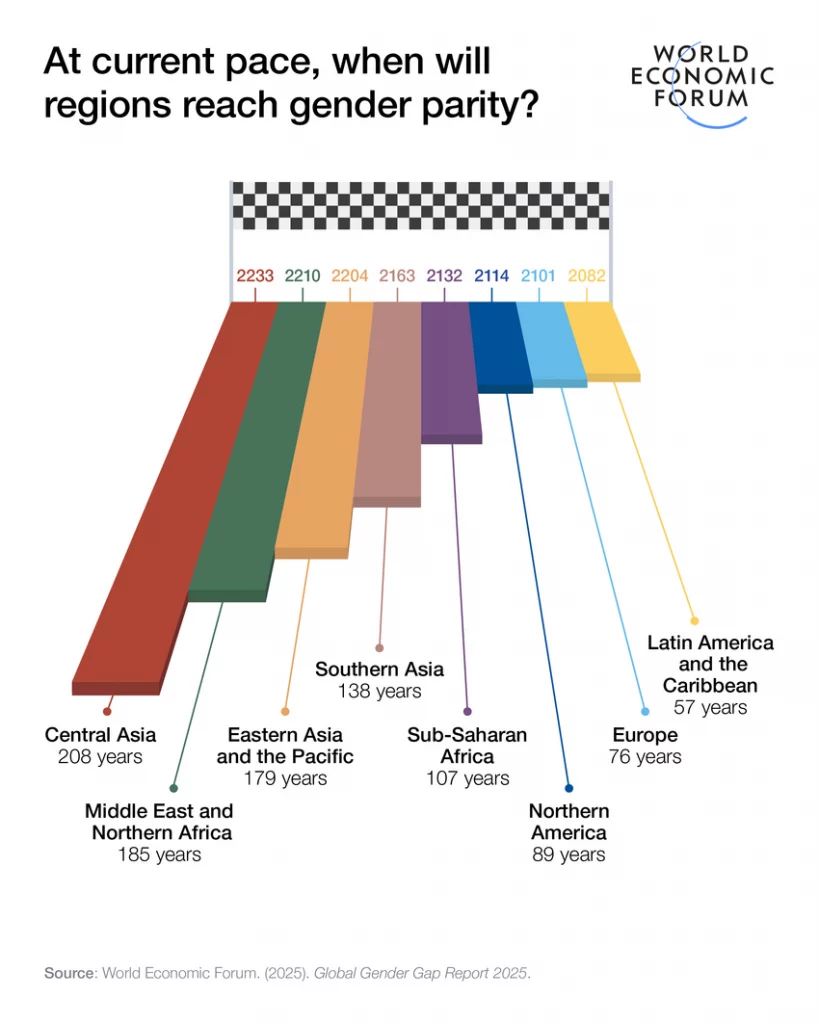 At current pace, when will
regions reach gender parity?
WORLD
ECONOMIC
FORUM
2233 2210 2204 2163 2132 2114 2101 2082
Central Asia
208 years
Middle East and
Northern Africa
185 years
Eastern Asia
and the Pacific
179 years
Southern Asia
138 years
Sub-Saharan
Africa
107 years
Northern
America
89 years
Europe
76 years
Latin America
and the
Caribbean
57 years
Source: World Economic Forum. (2025). Global Gender Gap Report 2025.